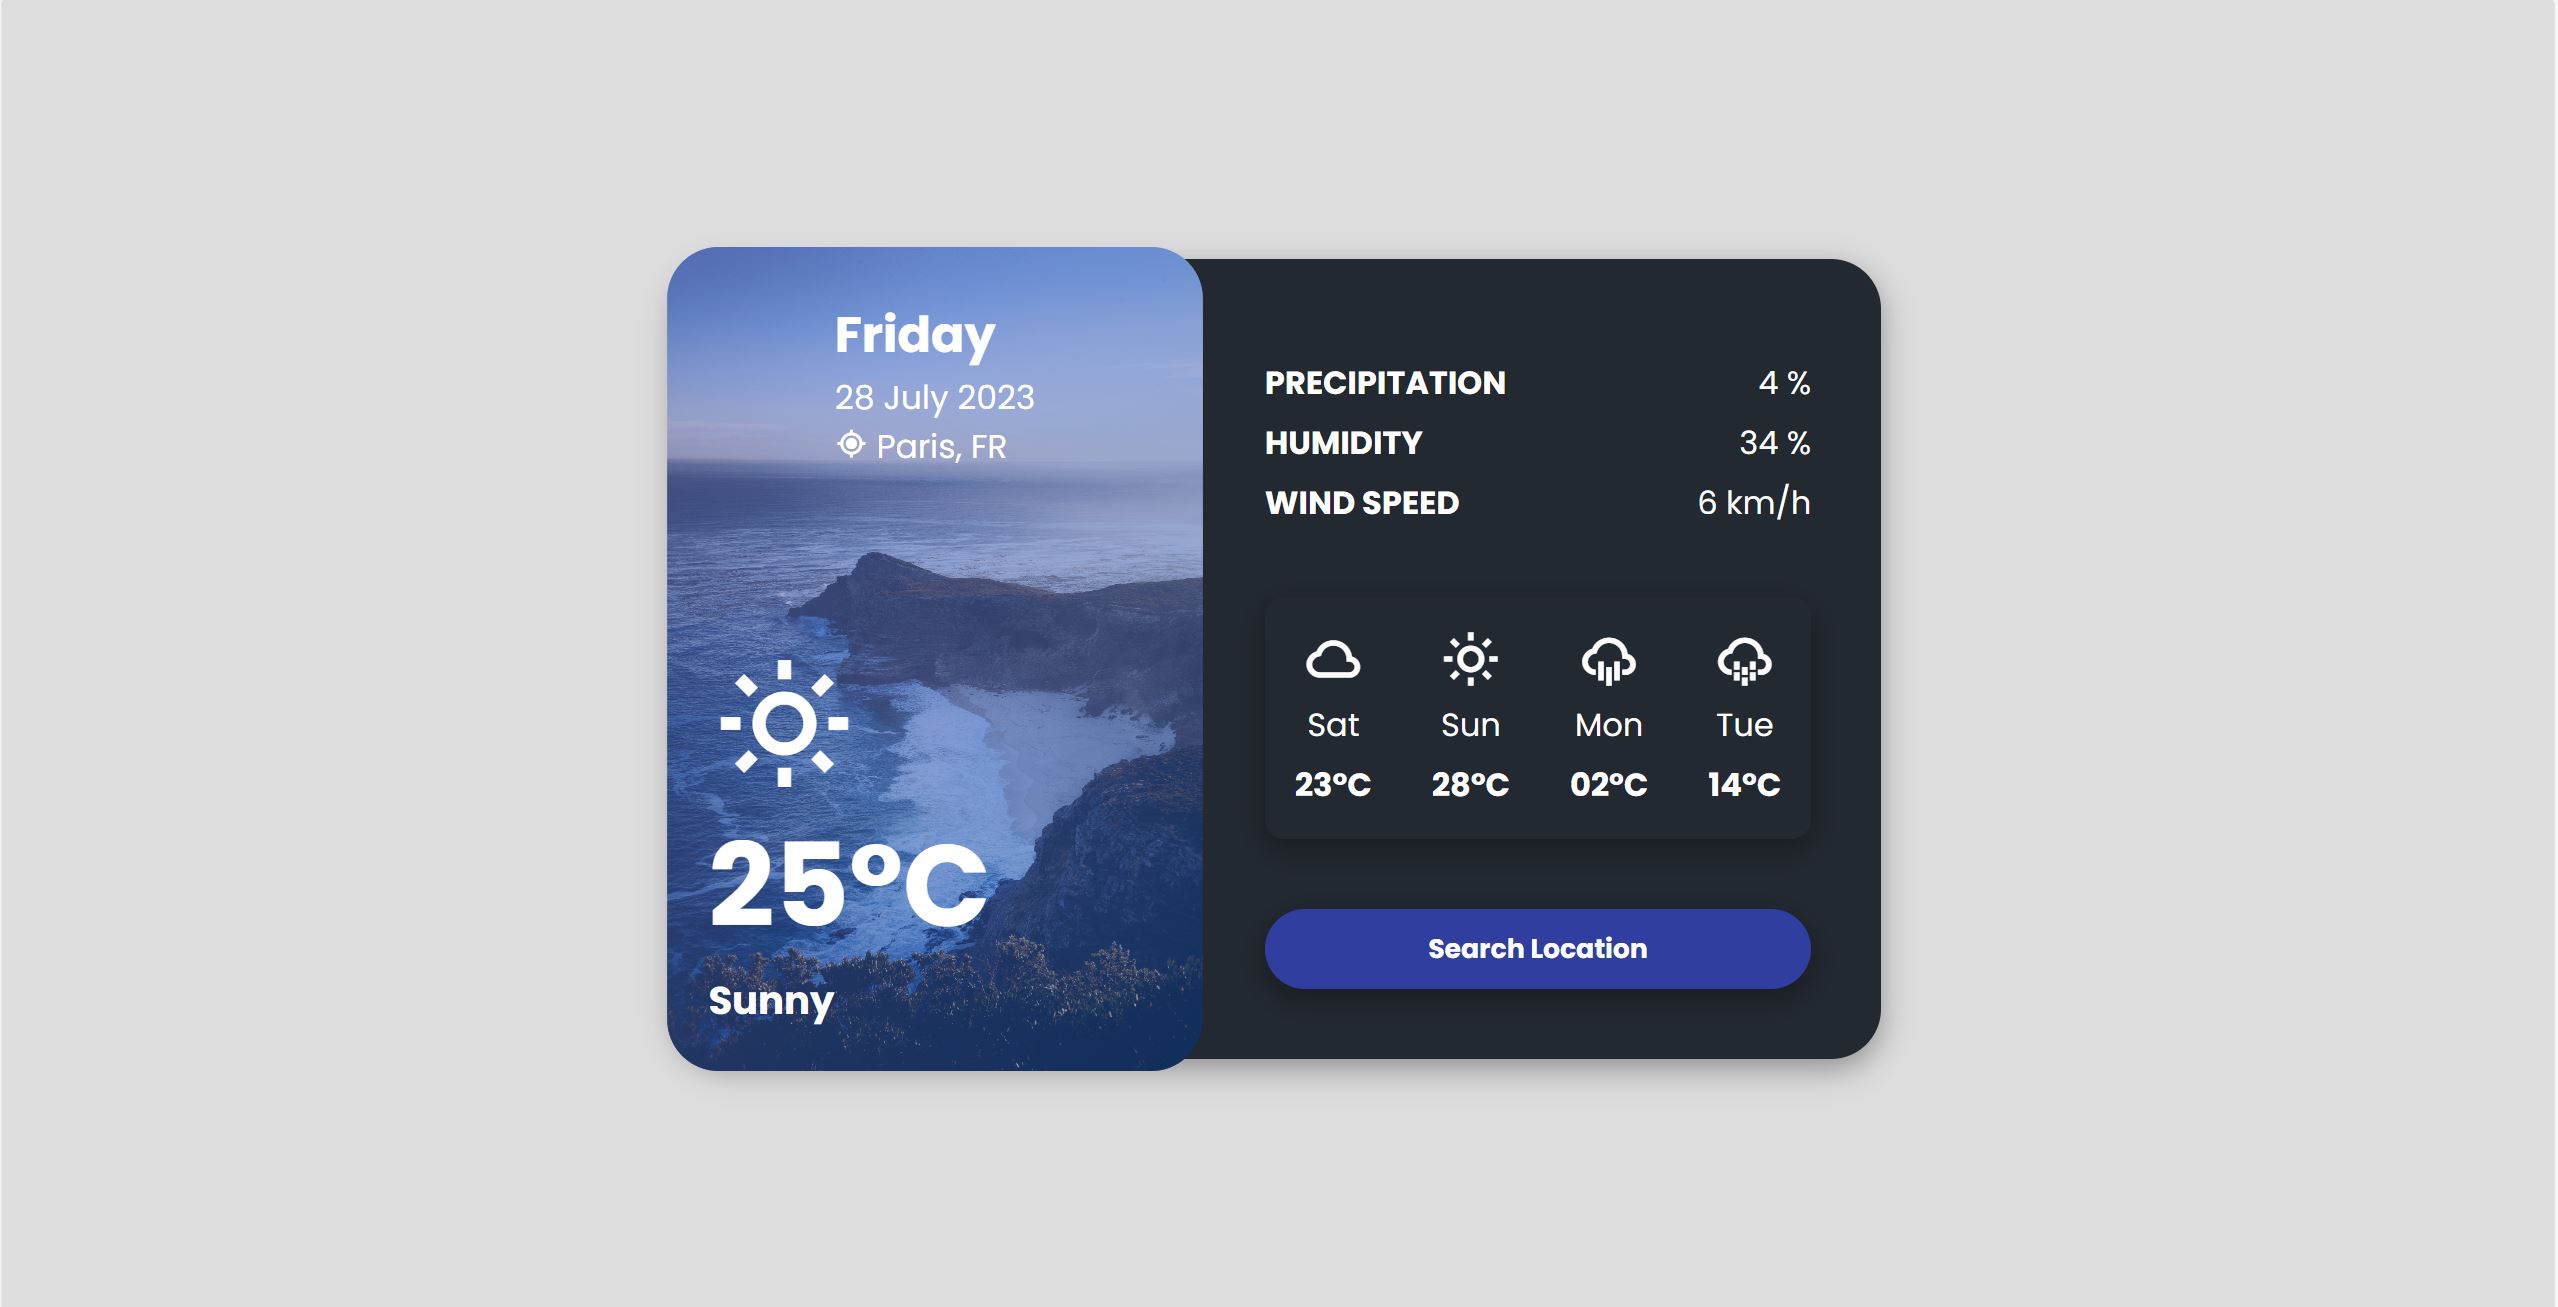 Friday
28 July 2023
Paris, FR
25°C
Sunny
PRECIPITATION 4 %
HUMIDITY 34 %
WIND SPEED 6 km/h
Sat Sun Mon Tue
23°C 28°C 02°C 14°C
Search Location